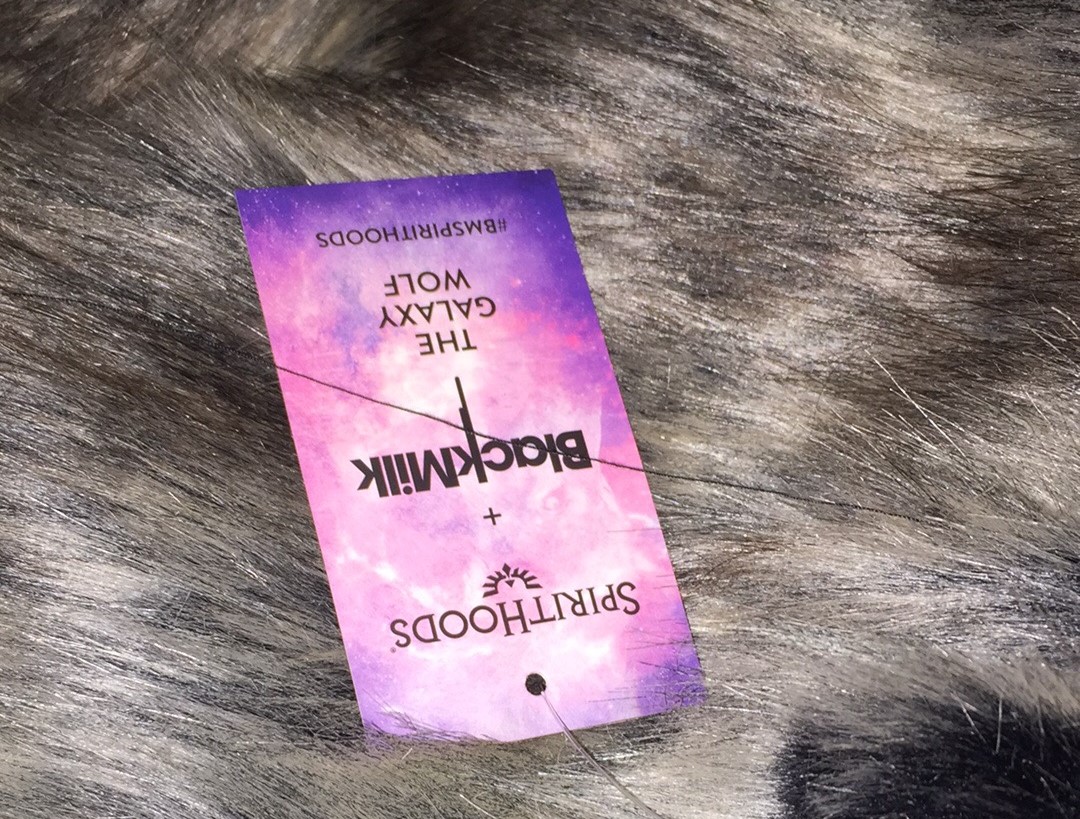 SPIRITHOODS®
+
BlackMilk
THE
GALAXY
WOLF
#BMSPIRITHOODS